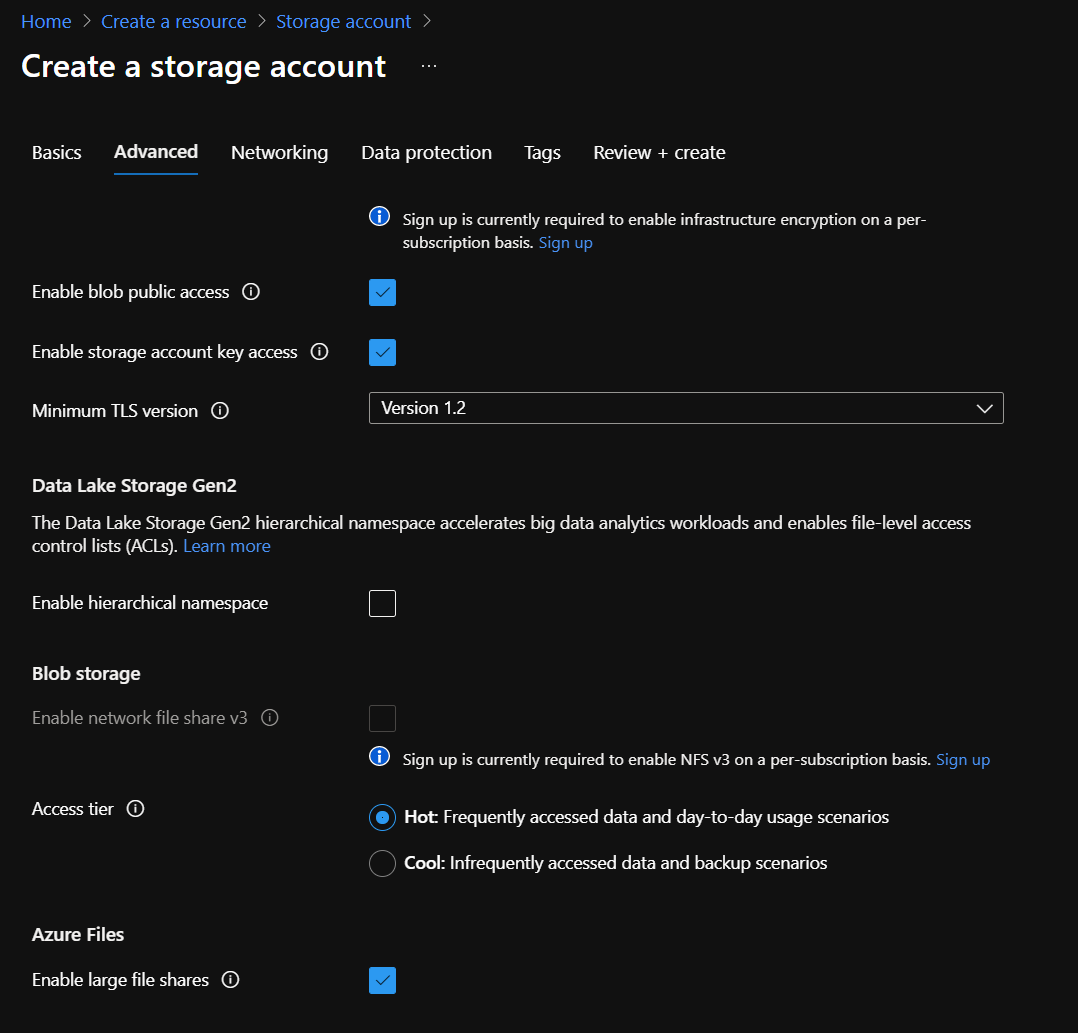 Home > Create a resource > Storage account >
Create a storage account ...
Basics Advanced Networking Data protection Tags Review + create
Sign up is currently required to enable infrastructure encryption on a per-
subscription basis. Sign up
Enable blob public access
Enable storage account key access
Minimum TLS version Version 1.2
Data Lake Storage Gen2
The Data Lake Storage Gen2 hierarchical namespace accelerates big data analytics workloads and enables file-level access
control lists (ACLs). Learn more
Enable hierarchical namespace
Blob storage
Enable network file share v3
Sign up is currently required to enable NFS v3 on a per-subscription basis. Sign up
Access tier
Hot: Frequently accessed data and day-to-day usage scenarios
Cool: Infrequently accessed data and backup scenarios
Azure Files
Enable large file shares